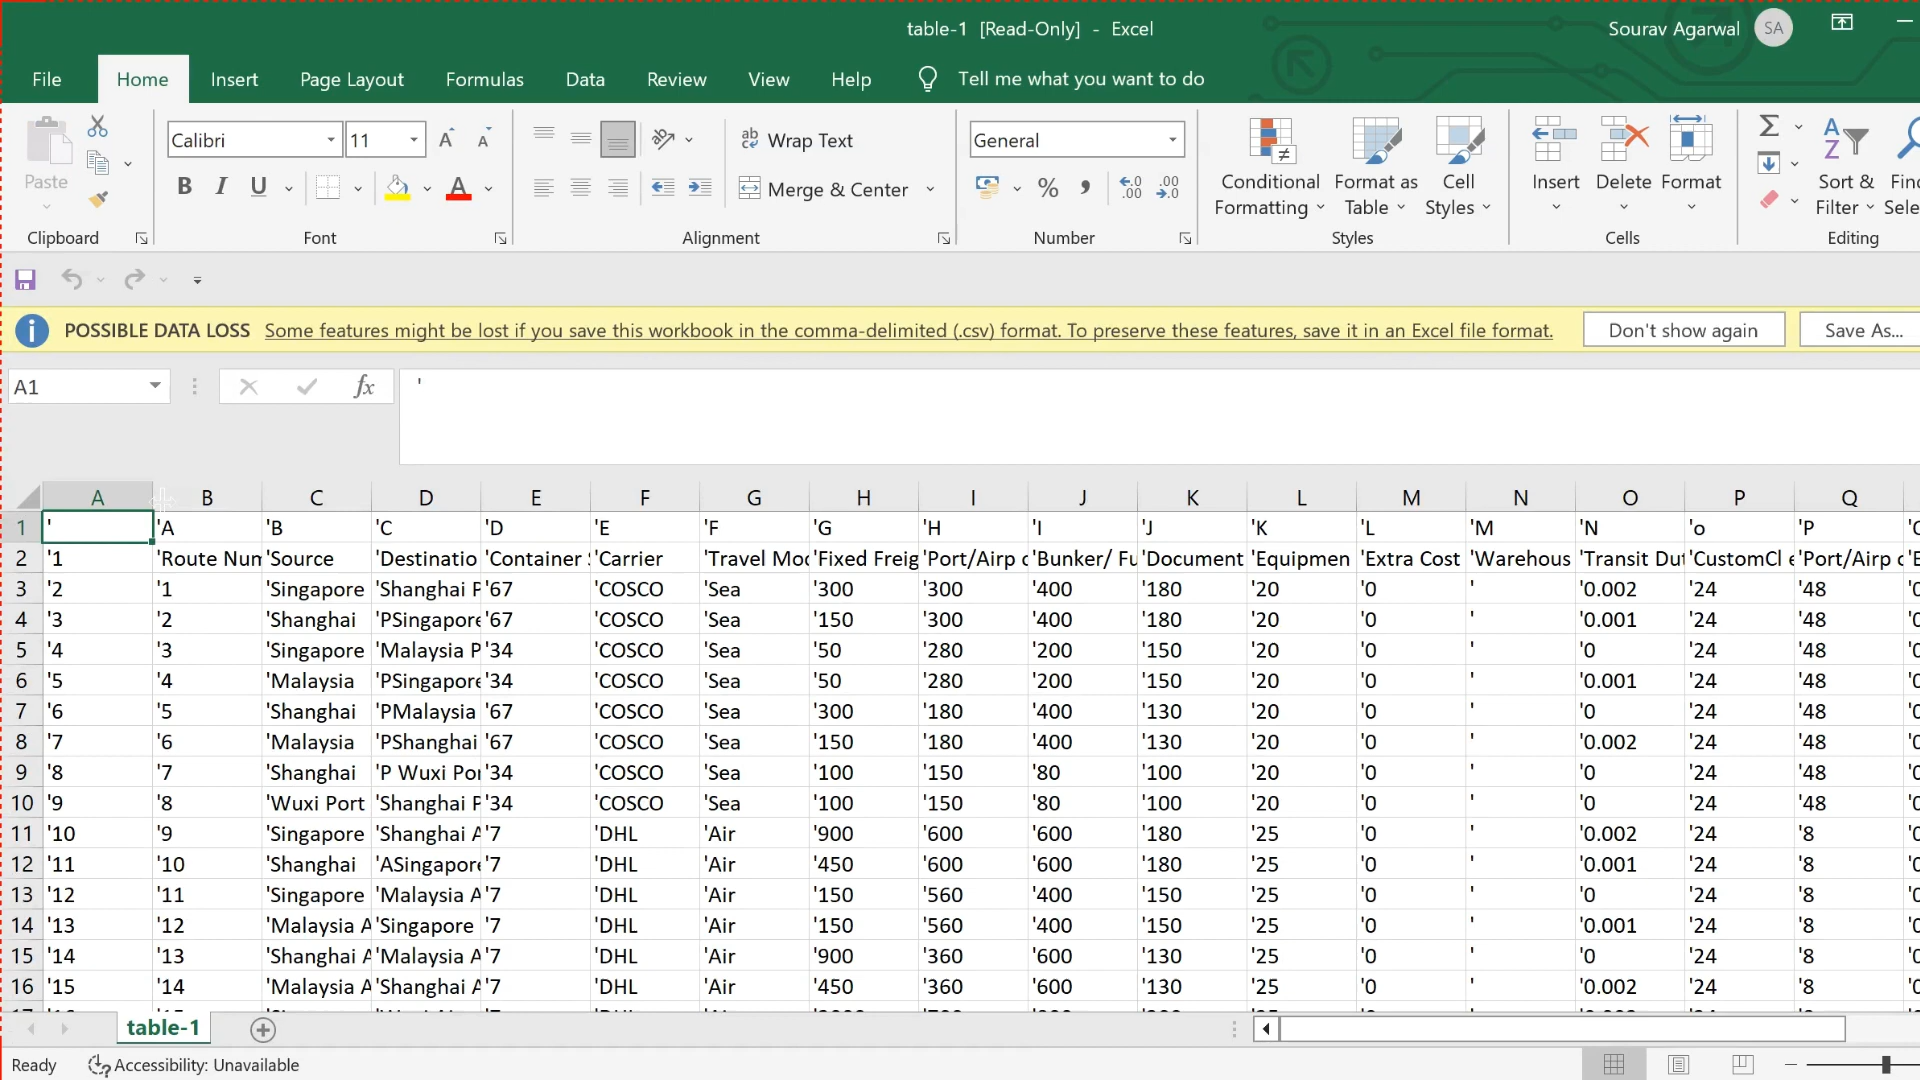 table-1 [Read-Only] - Excel
Sourav Agarwal SA
File Home Insert Page Layout Formulas Data Review View Help Tell me what you want to do
Calibri 11 A A ab Wrap Text General Σ A Z
Paste B I U A Merge & Center % , Conditional Formatting Format as Table Cell Styles Insert Delete Format Sort & Filter
Clipboard Font Alignment Number Styles Cells Editing
POSSIBLE DATA LOSS Some features might be lost if you save this workbook in the comma-delimited (.csv) format. To preserve these features, save it in an Excel file format. Don't show again Save As...
A1 fx '
A B C D E F G H I J K L M N O P Q
1 ' 'A 'B 'C 'D 'E 'F 'G 'H 'I 'J 'K 'L 'M 'N 'o 'P
2 '1 'Route Num 'Source 'Destinatio 'Container 'Carrier 'Travel Moc 'Fixed Freig 'Port/Airp c 'Bunker/ Fu 'Document 'Equipmen 'Extra Cost 'Warehous 'Transit Dut 'CustomCl e 'Port/Airp c
3 '2 '1 'Singapore 'Shanghai P '67 'COSCO 'Sea '300 '300 '400 '180 '20 '0 ' '0.002 '24 '48
4 '3 '2 'Shanghai 'PSingapore '67 'COSCO 'Sea '150 '300 '400 '180 '20 '0 ' '0.001 '24 '48
5 '4 '3 'Singapore 'Malaysia P '34 'COSCO 'Sea '50 '280 '200 '150 '20 '0 ' '0 '24 '48
6 '5 '4 'Malaysia 'PSingapore '34 'COSCO 'Sea '50 '280 '200 '150 '20 '0 ' '0.001 '24 '48
7 '6 '5 'Shanghai 'PMalaysia '67 'COSCO 'Sea '300 '180 '400 '130 '20 '0 ' '0 '24 '48
8 '7 '6 'Malaysia 'PShanghai '67 'COSCO 'Sea '150 '180 '400 '130 '20 '0 ' '0.002 '24 '48
9 '8 '7 'Shanghai 'P Wuxi Por '34 'COSCO 'Sea '100 '150 '80 '100 '20 '0 ' '0 '24 '48
10 '9 '8 'Wuxi Port 'Shanghai P '34 'COSCO 'Sea '100 '150 '80 '100 '20 '0 ' '0 '24 '48
11 '10 '9 'Singapore 'Shanghai A '7 'DHL 'Air '900 '600 '600 '180 '25 '0 ' '0.002 '24 '8
12 '11 '10 'Shanghai 'ASingapore '7 'DHL 'Air '450 '600 '600 '180 '25 '0 ' '0.001 '24 '8
13 '12 '11 'Singapore 'Malaysia A '7 'DHL 'Air '150 '560 '400 '150 '25 '0 ' '0 '24 '8
14 '13 '12 'Malaysia A 'Singapore '7 'DHL 'Air '150 '560 '400 '150 '25 '0 ' '0.001 '24 '8
15 '14 '13 'Shanghai A 'Malaysia A '7 'DHL 'Air '900 '360 '600 '130 '25 '0 ' '0 '24 '8
16 '15 '14 'Malaysia A 'Shanghai A '7 'DHL 'Air '450 '360 '600 '130 '25 '0 ' '0.002 '24 '8
table-1
Ready Accessibility: Unavailable